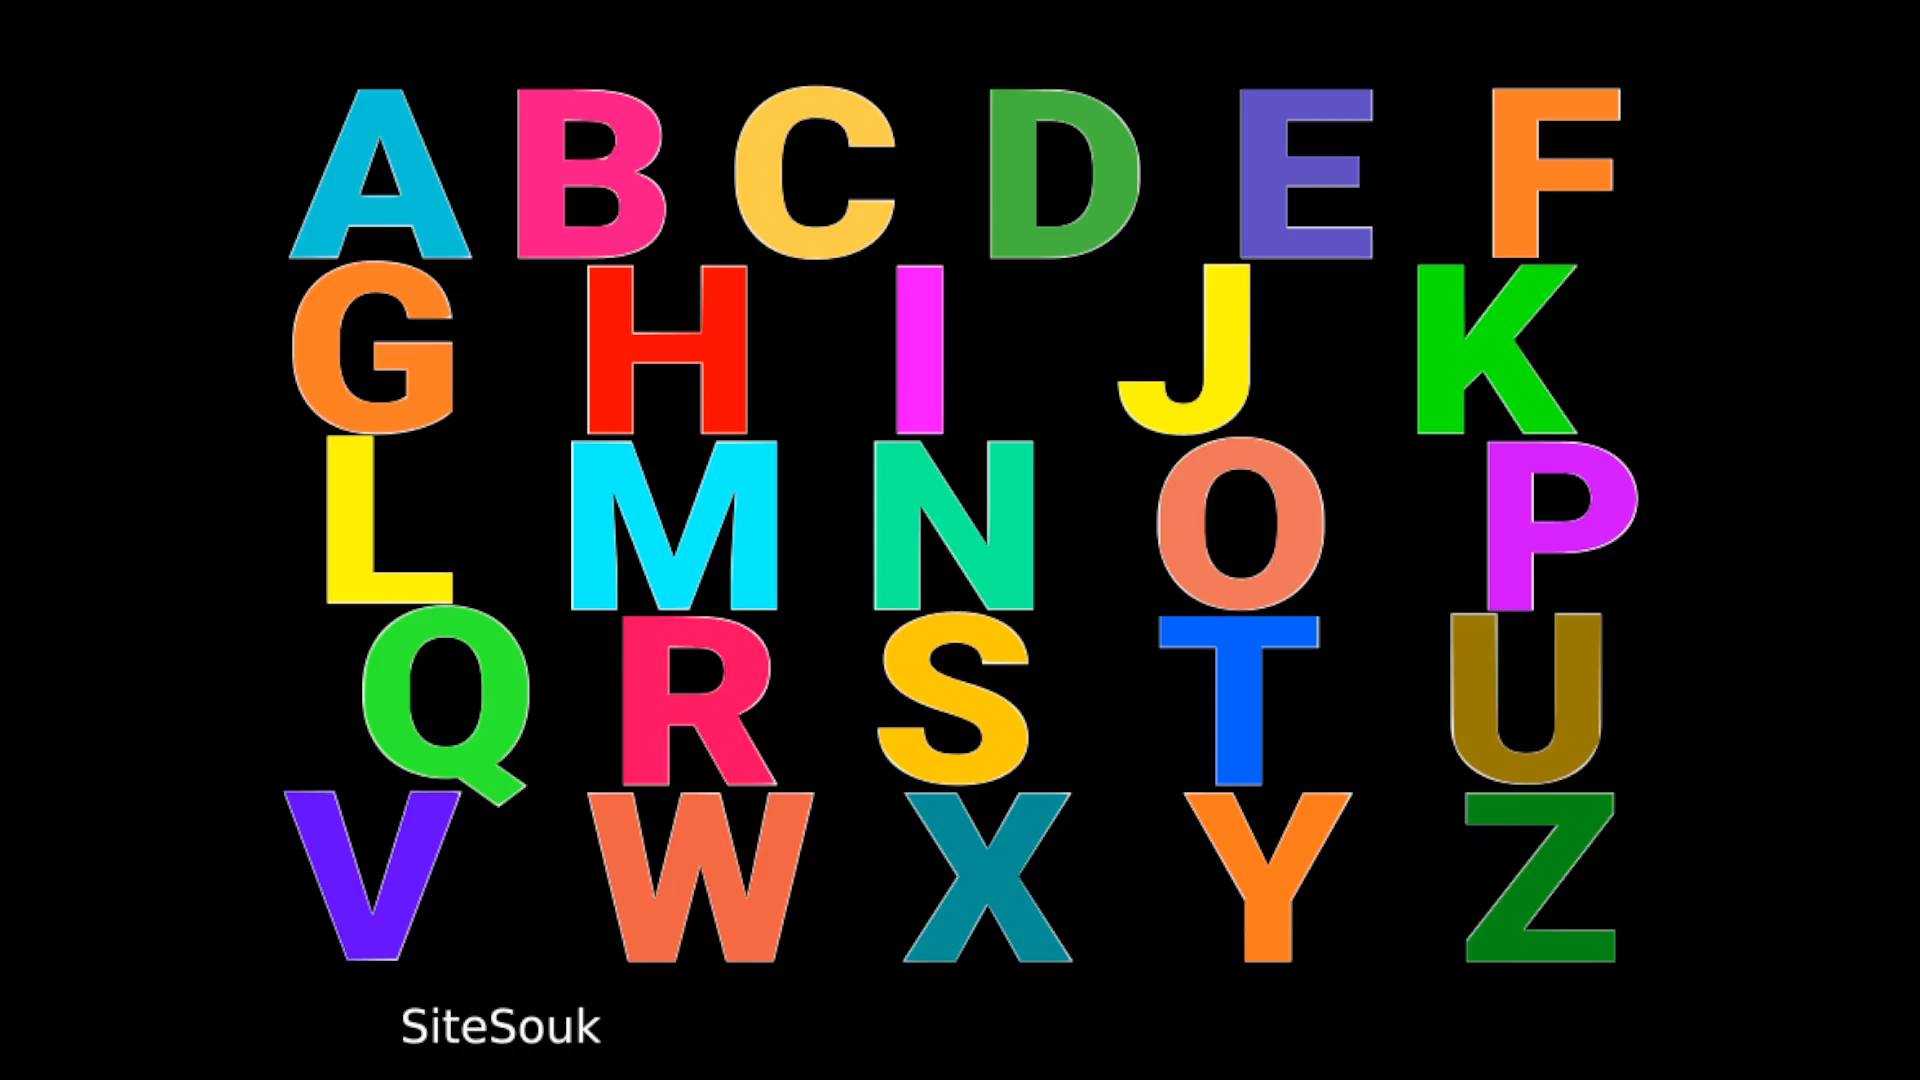 A B C D E F
G H I J K
L M N O P
Q R S T U
V W X Y Z
SiteSouk